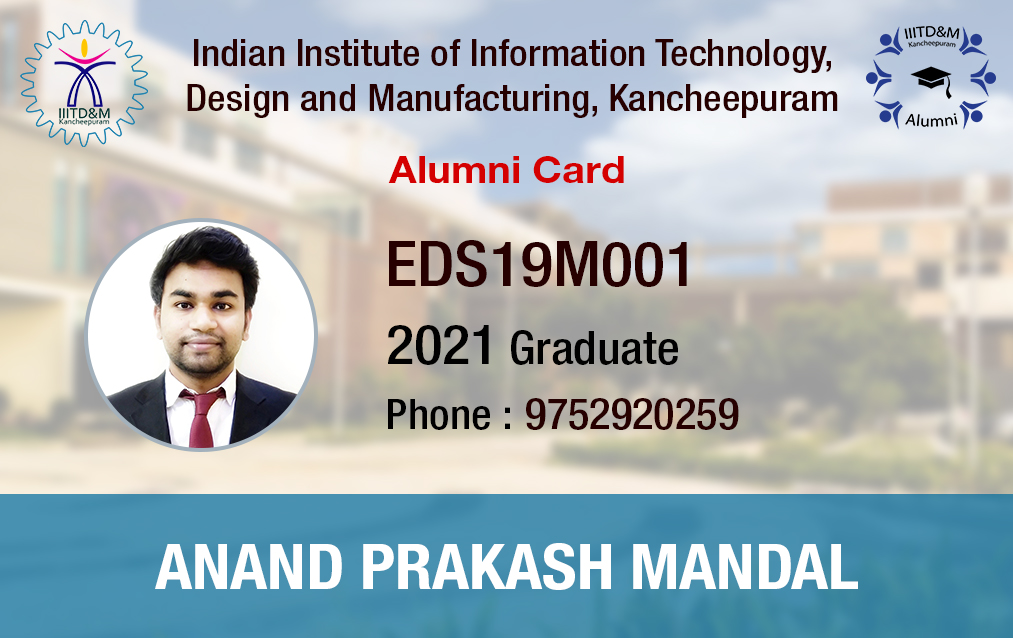 IIITD&M
Kancheepuram
Indian Institute of Information Technology,
Design and Manufacturing, Kancheepuram
IIITD&M
Kancheepuram
Alumni
Alumni Card
EDS19M001
2021 Graduate
Phone : 9752920259
ANAND PRAKASH MANDAL